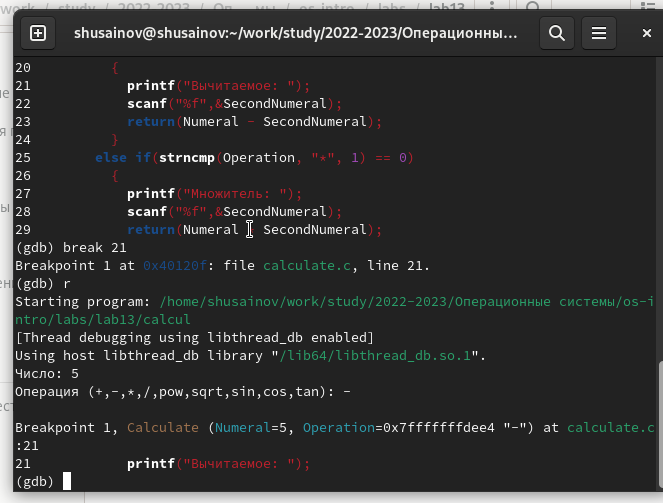 shusainov@shusainov:~/work/study/2022-2023/Операционны...
20 {
21 printf("Вычитаемое: ");
22 scanf("%f",&SecondNumeral);
23 return(Numeral - SecondNumeral);
24 }
25 else if(strncmp(Operation, "*", 1) == 0)
26 {
27 printf("Множитель: ");
28 scanf("%f",&SecondNumeral);
29 return(Numeral SecondNumeral);
(gdb) break 21
Breakpoint 1 at 0x40120f: file calculate.c, line 21.
(gdb) r
Starting program: /home/shusainov/work/study/2022-2023/Операционные системы/os-i
ntro/labs/lab13/calcul
[Thread debugging using libthread_db enabled]
Using host libthread_db library "/lib64/libthread_db.so.1".
Число: 5
Операция (+,-,*,/,pow,sqrt,sin,cos,tan): -
Breakpoint 1, Calculate (Numeral=5, Operation=0x7fffffffdee4 "-") at calculate.c
:21
21 printf("Вычитаемое: ");
(gdb)